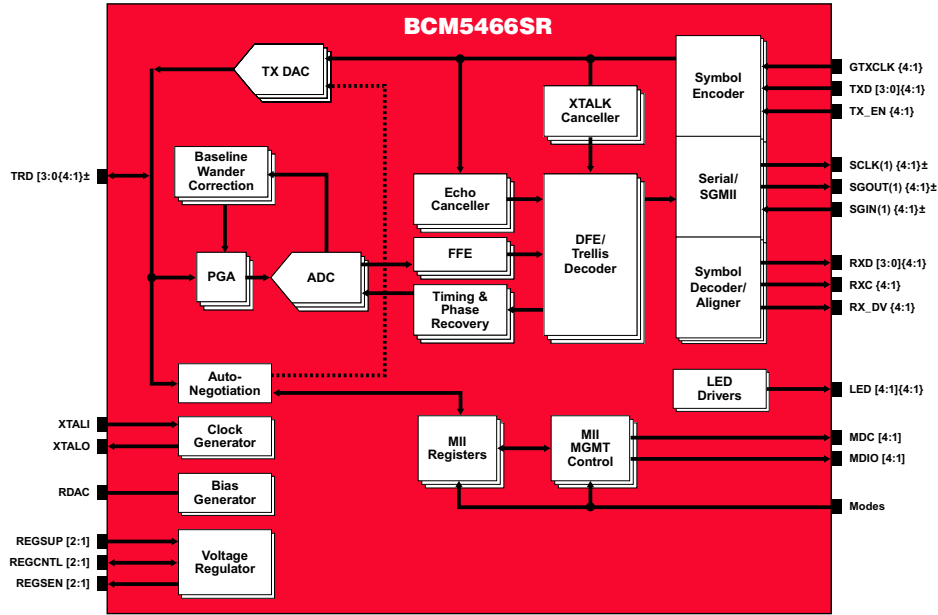 BCM5466SR
TX DAC
Symbol
Encoder
XTALK
Canceller
Baseline
Wander
Correction
Echo
Canceller
Serial/
SGMII
DFE/
Trellis
Decoder
FFE
PGA
ADC
Timing &
Phase
Recovery
Symbol
Decoder/
Aligner
Auto-
Negotiation
LED
Drivers
Clock
Generator
MII
Registers
MII
MGMT
Control
Bias
Generator
Voltage
Regulator
TRD [3:0{4:1}±
XTALI
XTALO
RDAC
REGSUP [2:1]
REGCNTL [2:1]
REGSEN [2:1]
GTXCLK {4:1}
TXD [3:0]{4:1}
TX_EN {4:1}
SCLK(1) {4:1}±
SGOUT(1) {4:1}±
SGIN(1) {4:1}±
RXD [3:0]{4:1}
RXC {4:1}
RX_DV {4:1}
LED [4:1]{4:1}
MDC [4:1]
MDIO [4:1]
Modes